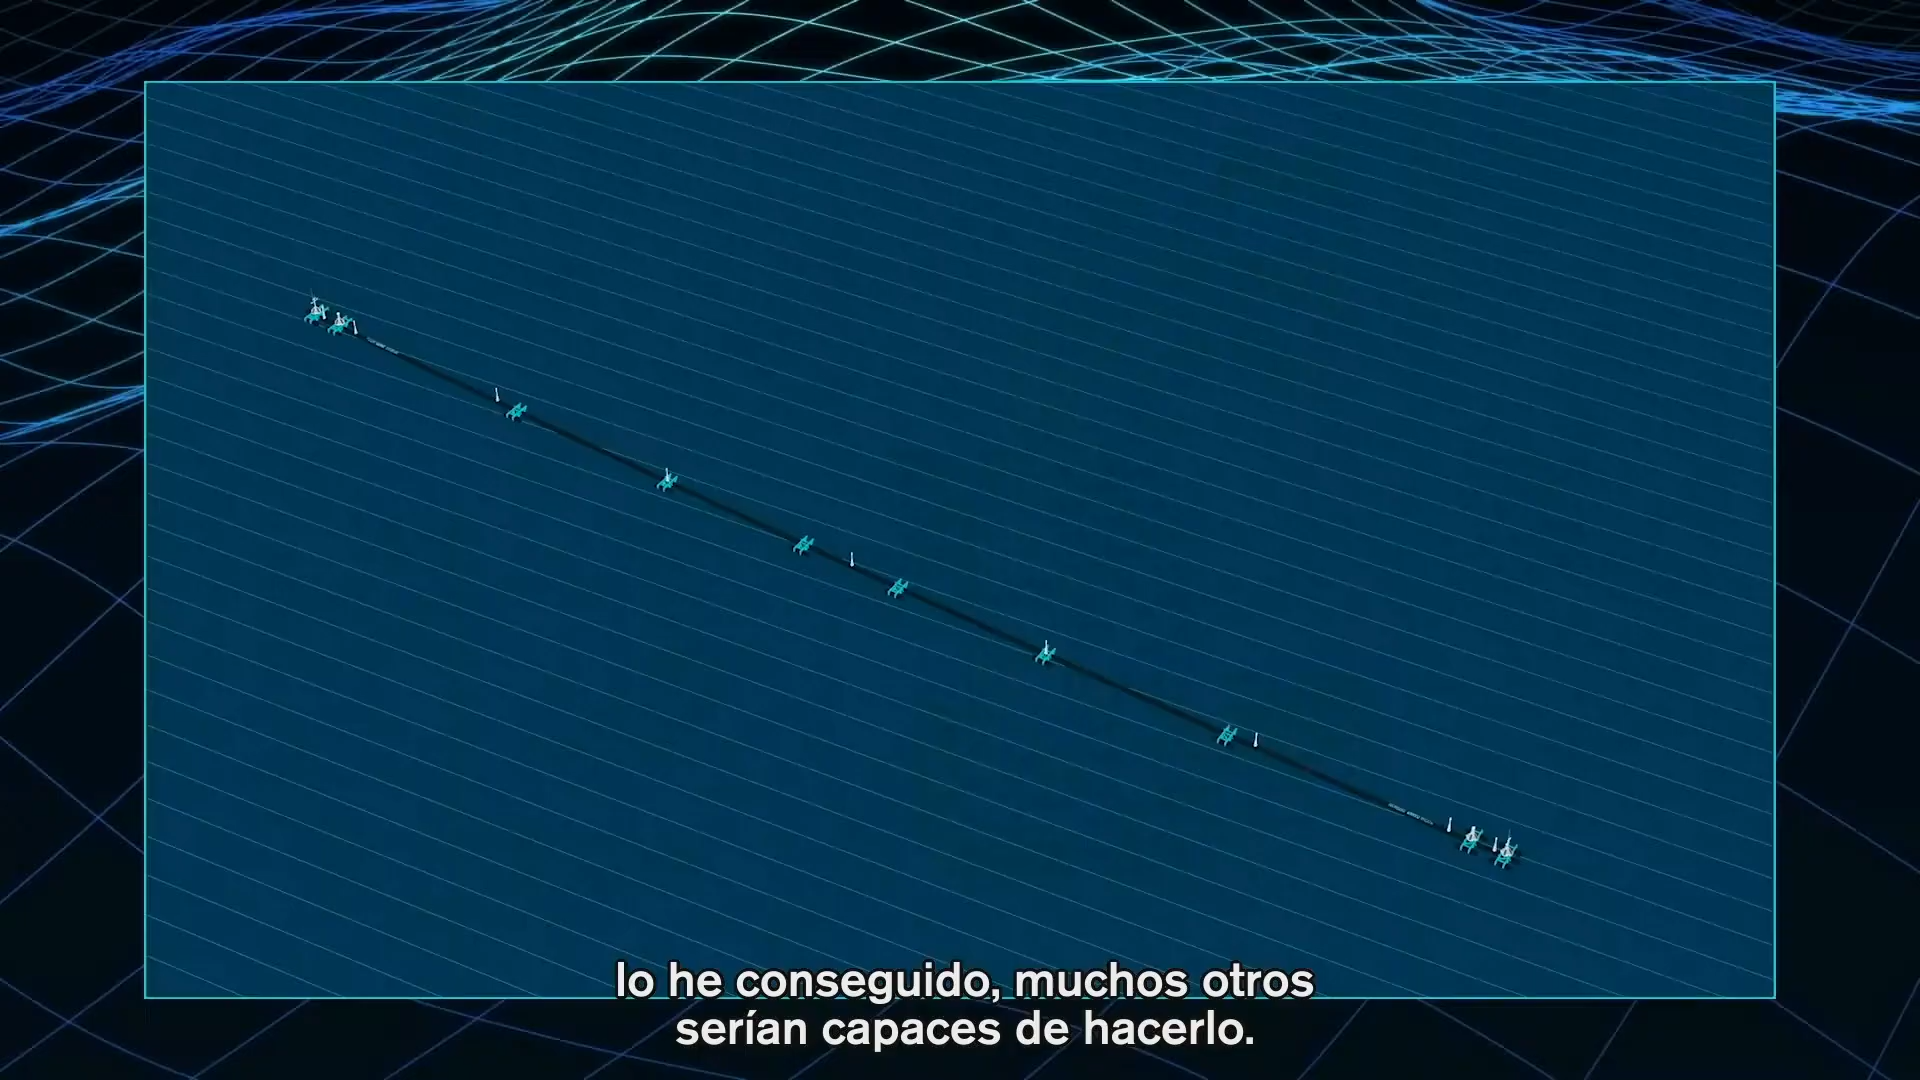 lo he conseguido, muchos otros
serían capaces de hacerlo.